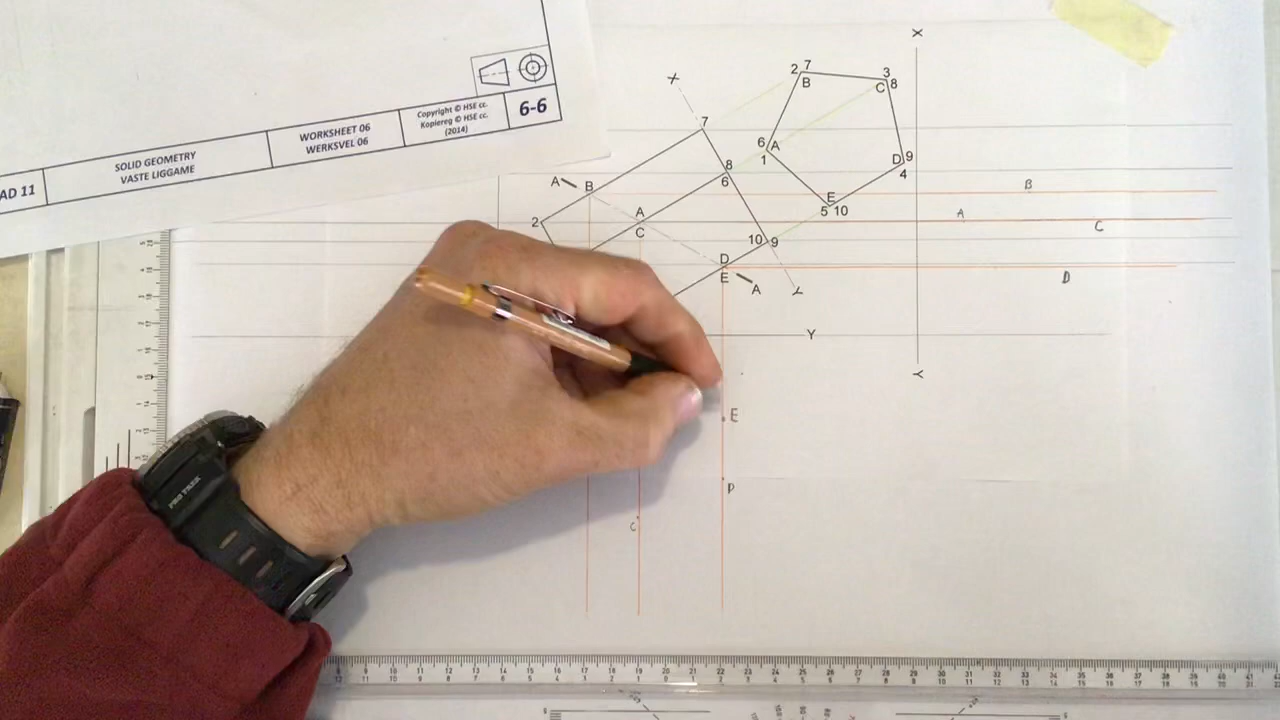 Copyright © HSE cc.
Kopiereg © HSE cc.
(2014)
6-6
WORKSHEET 06
WERKSVEL 06
SOLID GEOMETRY
VASTE LIGGAME
AD 11
X
X
2 7
B
3
C 8
7
6 A
1
D 9
4
8
6
A
B
2
A
C
E
5 10
B
A
C
10 9
D
E
A
Y
D
Y
Y
E
D
C
PRO TREK